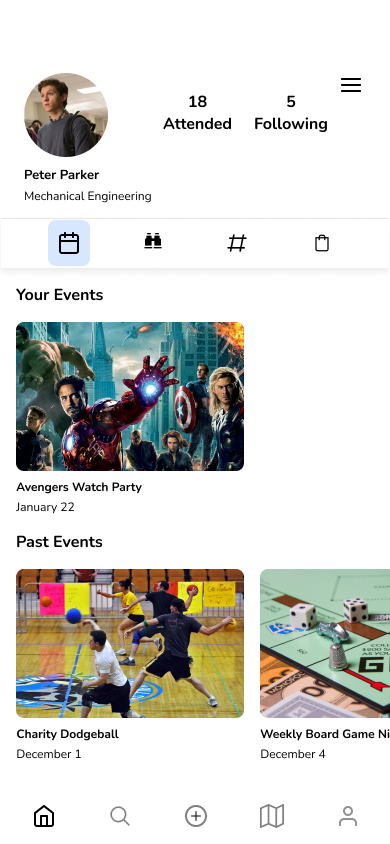 18
Attended
5
Following
Peter Parker
Mechanical Engineering
Your Events
Avengers Watch Party
January 22
Past Events
Charity Dodgeball
December 1
Weekly Board Game Ni
December 4